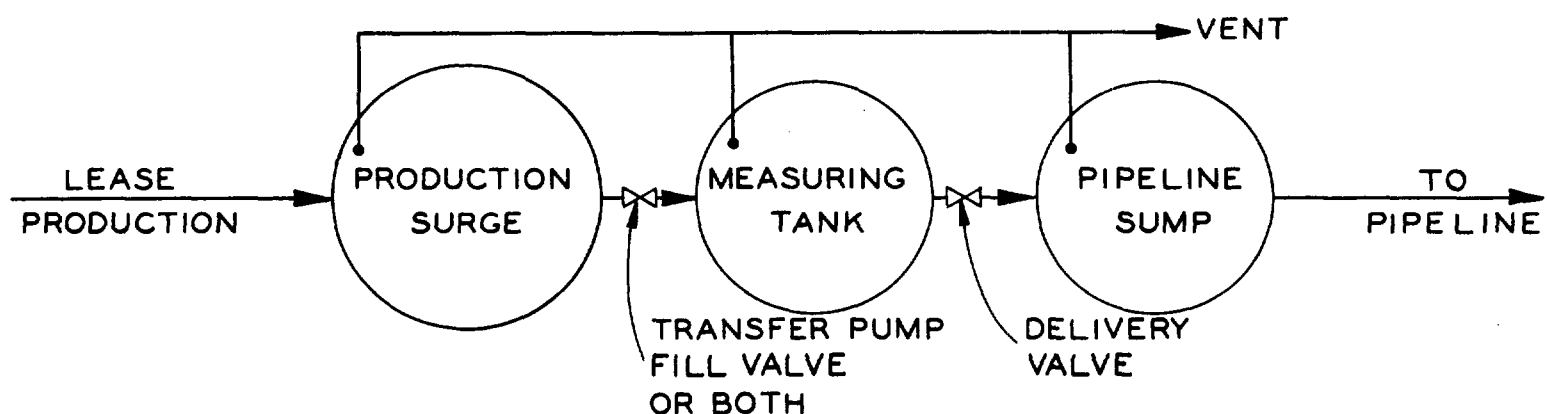 VENT
LEASE
PRODUCTION
PRODUCTION
SURGE
MEASURING
TANK
PIPELINE
SUMP
TO
PIPELINE
TRANSFER PUMP
FILL VALVE
OR BOTH
DELIVERY
VALVE